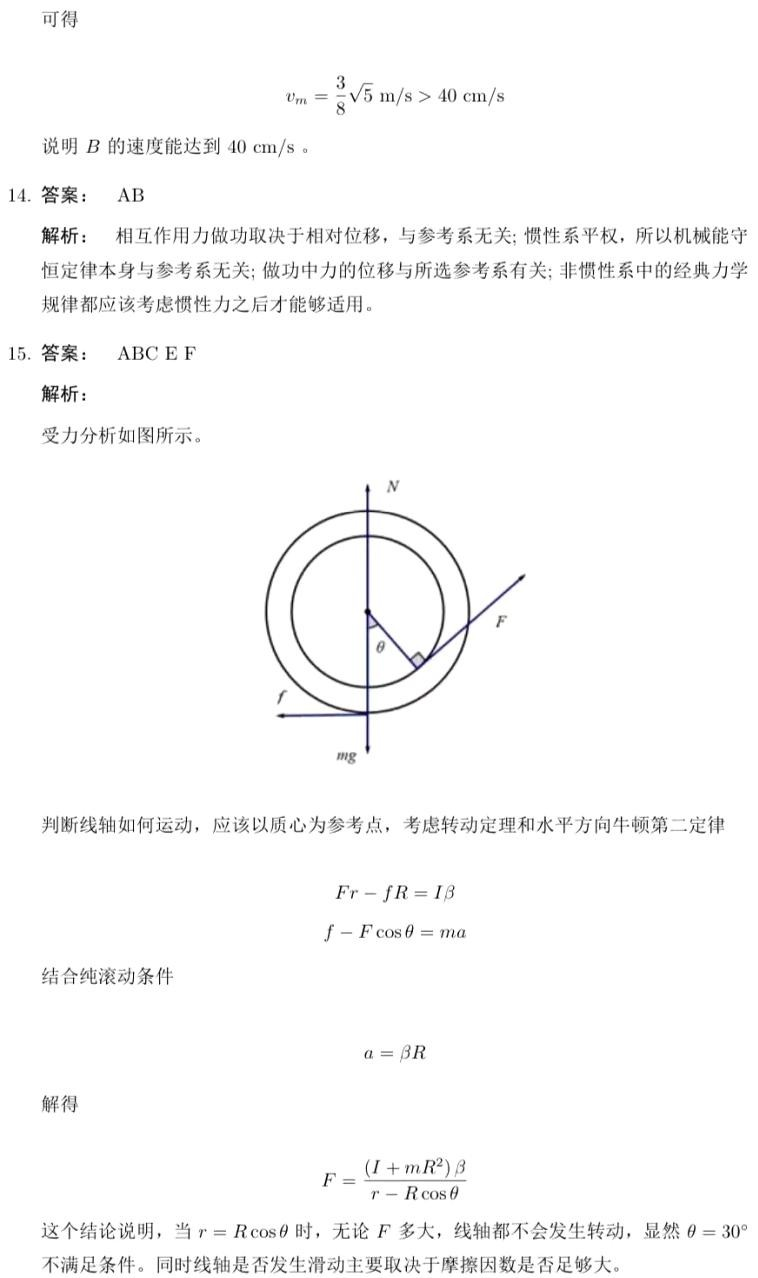 可得
v_m = \frac{3}{8}\sqrt{5} m/s > 40 cm/s
说明 B 的速度能达到 40 cm/s 。
14. 答案： AB
解析： 相互作用力做功取决于相对位移，与参考系无关; 惯性系平权，所以机械能守
恒定律本身与参考系无关; 做功中力的位移与所选参考系有关; 非惯性系中的经典力学
规律都应该考虑惯性力之后才能够适用。
15. 答案： ABC E F
解析：
受力分析如图所示。
N
F
θ
f
mg
判断线轴如何运动，应该以质心为参考点，考虑转动定理和水平方向牛顿第二定律
Fr − fR = Iβ
f − F cos θ = ma
结合纯滚动条件
a = βR
解得
F = \frac{(I + mR^2) β}{r − R cos θ}
这个结论说明，当 r = R cos θ 时，无论 F 多大，线轴都不会发生转动，显然 θ = 30°
不满足条件。同时线轴是否发生滑动主要取决于摩擦因数是否足够大。